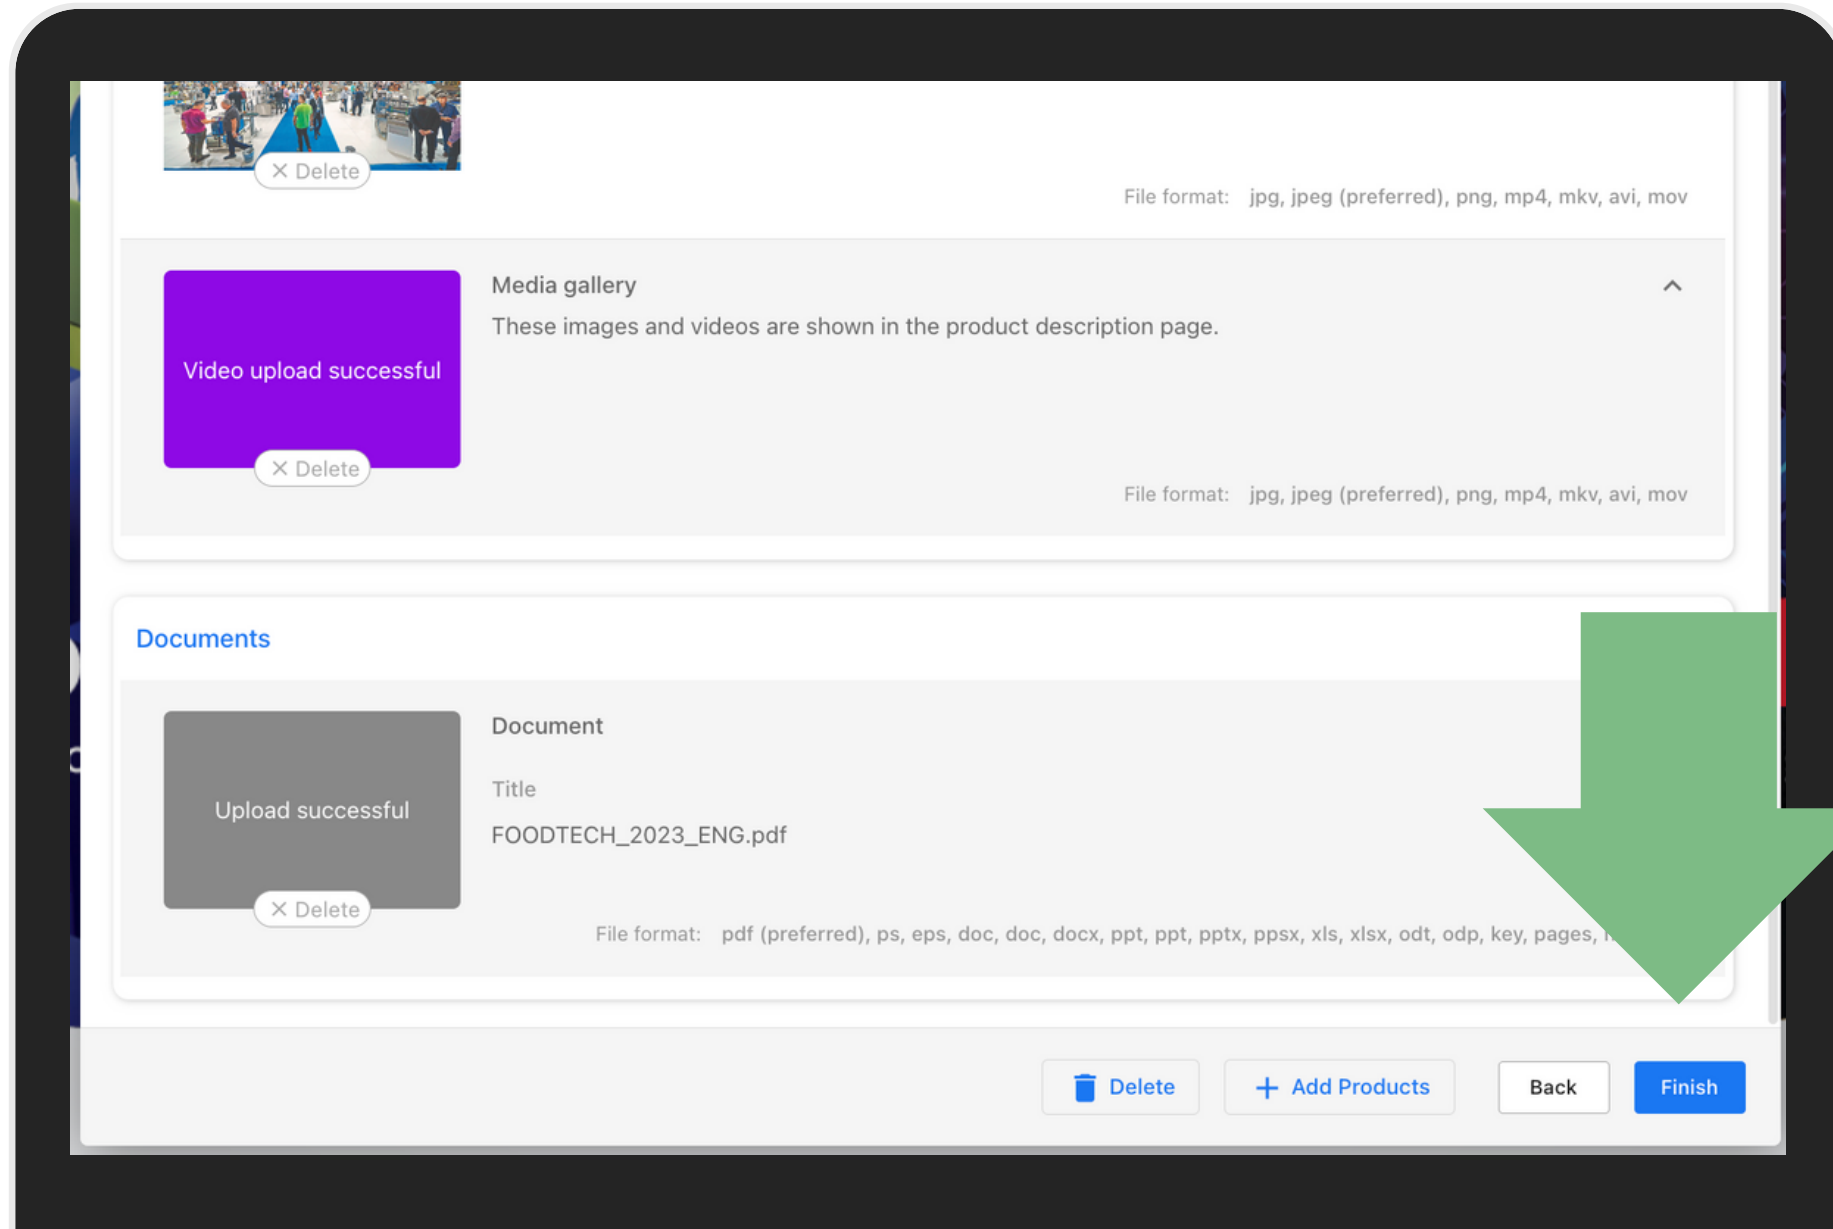 × Delete
File format: jpg, jpeg (preferred), png, mp4, mkv, avi, mov
Media gallery
These images and videos are shown in the product description page.
Video upload successful
× Delete
File format: jpg, jpeg (preferred), png, mp4, mkv, avi, mov
Documents
Document
Title
Upload successful
FOODTECH_2023_ENG.pdf
× Delete
File format: pdf (preferred), ps, eps, doc, doc, docx, ppt, ppt, pptx, ppsx, xls, xlsx, odt, odp, key, pages,
Delete + Add Products Back Finish